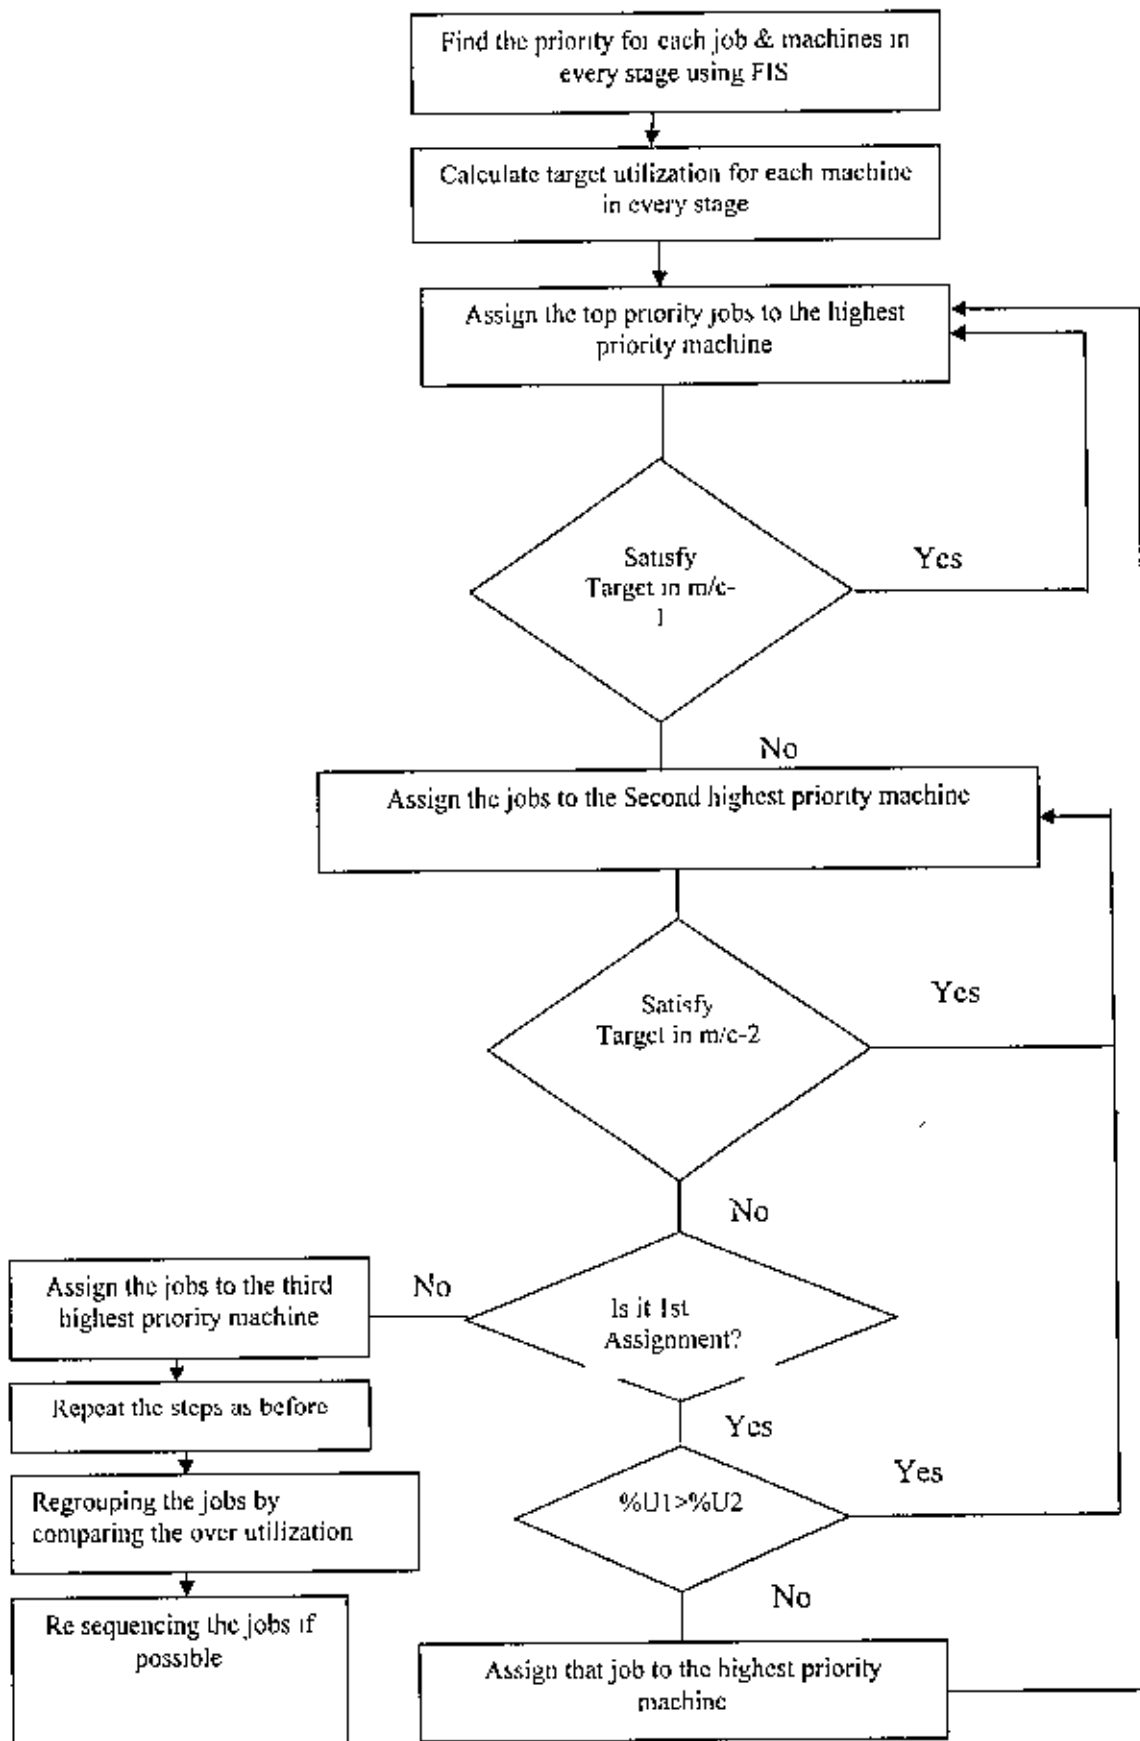 Find the priority for each job & machines in
every stage using FIS
Calculate target utilization for each machine
in every stage
Assign the top priority jobs to the highest
priority machine
Satisfy
Target in m/c-
1
Yes
No
Assign the jobs to the Second highest priority machine
Satisfy
Target in m/c-2
Yes
No
Is it 1st
Assignment?
No
Assign the jobs to the third
highest priority machine
Repeat the steps as before
Regrouping the jobs by
comparing the over utilization
Re sequencing the jobs if
possible
Yes
%U1>%U2
Yes
No
Assign that job to the highest priority
machine